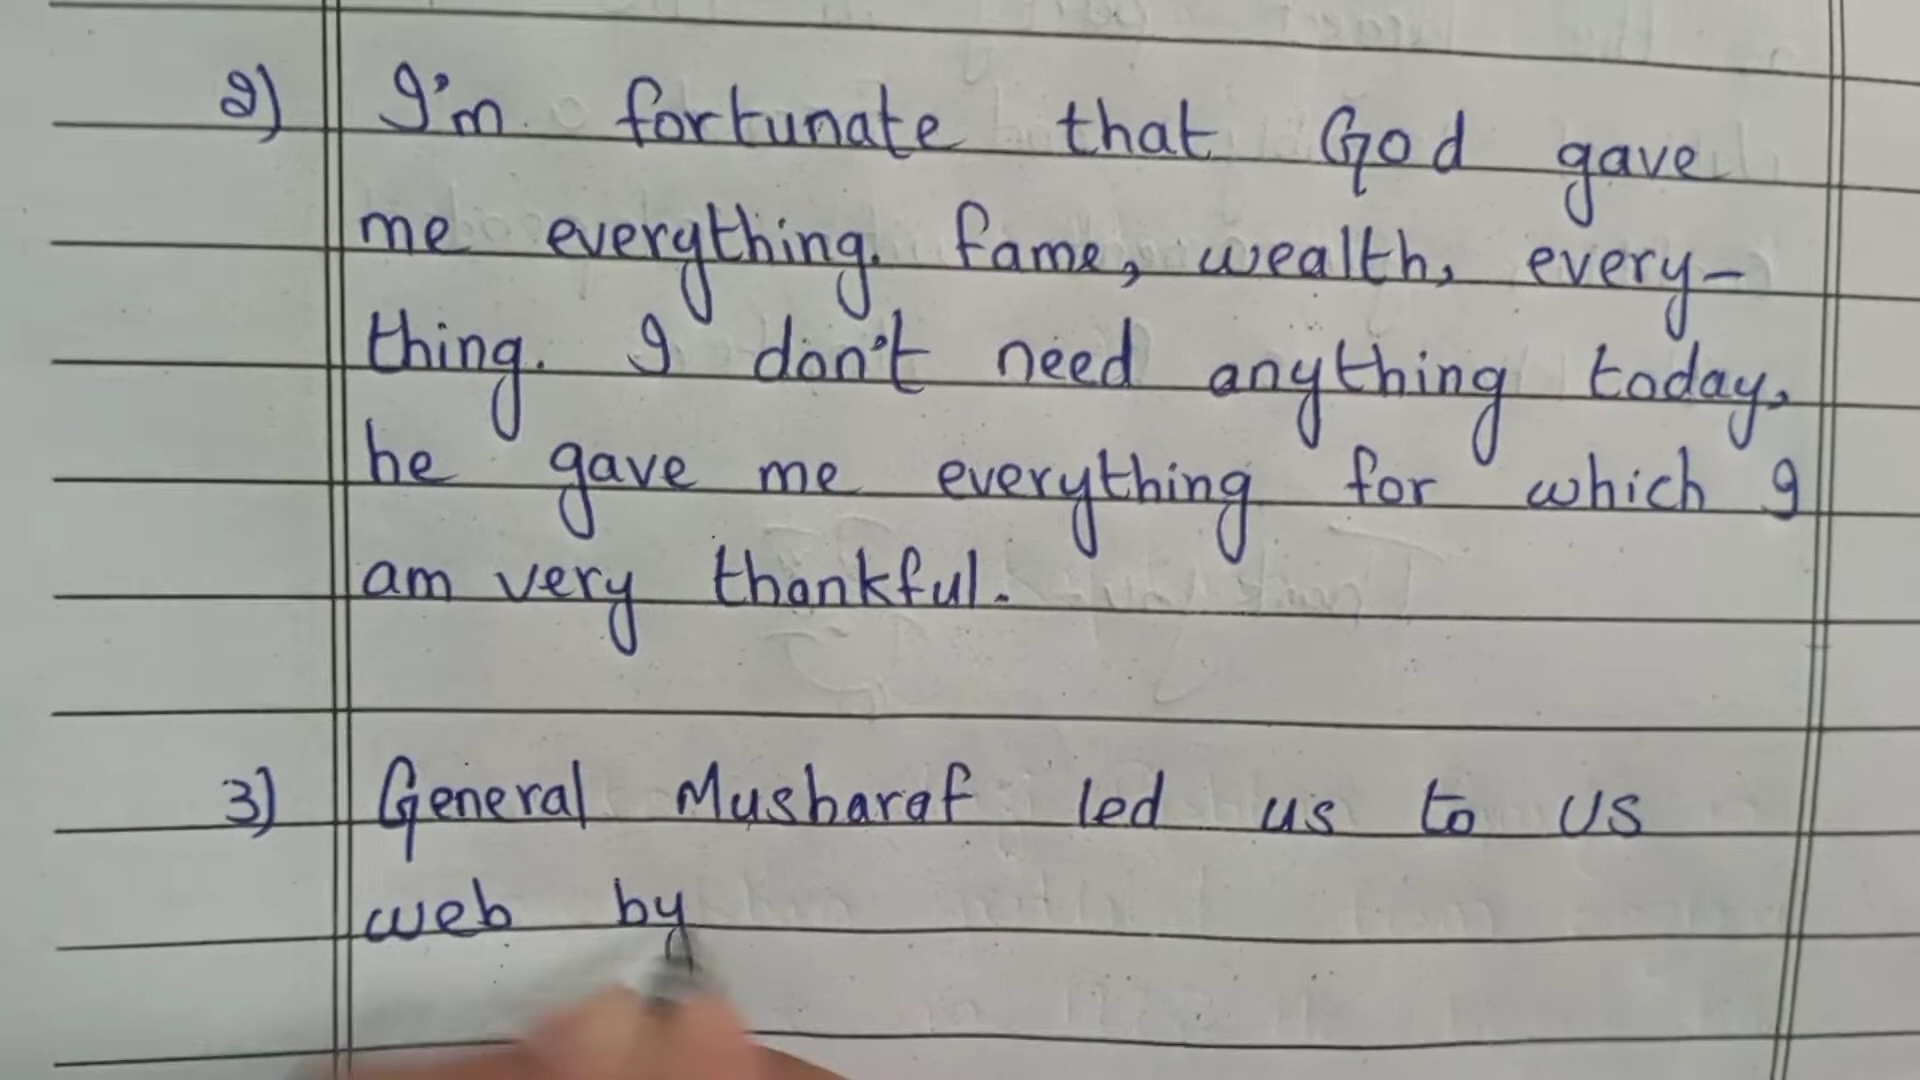 2) I'm fortunate that God gave
me everything. fame, wealth, every-
thing. I don't need anything today,
he gave me everything for which I
am very thankful.
3) General Musharaf led us to US
web by